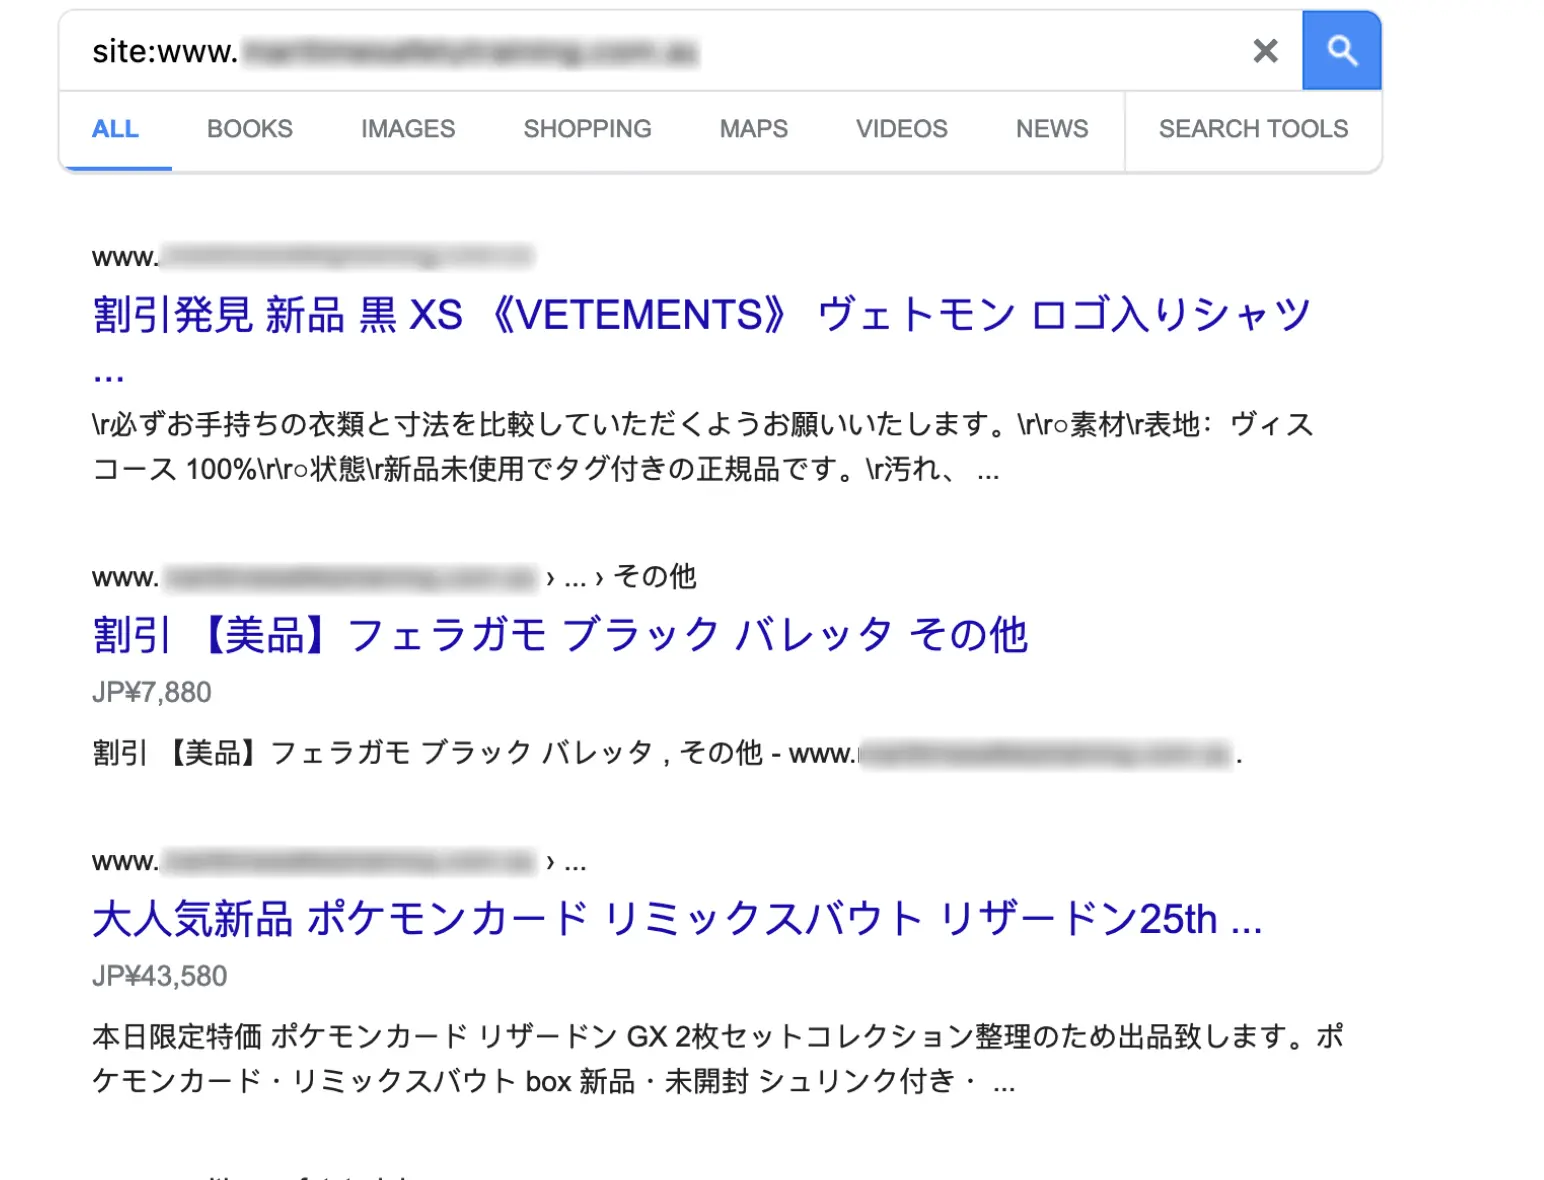 site:www.
ALL BOOKS IMAGES SHOPPING MAPS VIDEOS NEWS SEARCH TOOLS
www.
割引発見 新品 黒 XS 《VETEMENTS》 ヴェトモン ロゴ入りシャツ
...
\r必ずお手持ちの衣類と寸法を比較していただくようお願いいたします。\r\r○素材\r表地：ヴィス
コース 100%\r\r○状態\r新品未使用でタグ付きの正規品です。\r汚れ、 ...
www. › ... › その他
割引 【美品】フェラガモ ブラック バレッタ その他
JP¥7,880
割引 【美品】フェラガモ ブラック バレッタ , その他 - www. .
www. › ...
大人気新品 ポケモンカード リミックスバウト リザードン25th ...
JP¥43,580
本日限定特価 ポケモンカード リザードン GX 2枚セットコレクション整理のため出品致します。ポ
ケモンカード・リミックスバウト box 新品・未開封 シュリンク付き・ ...